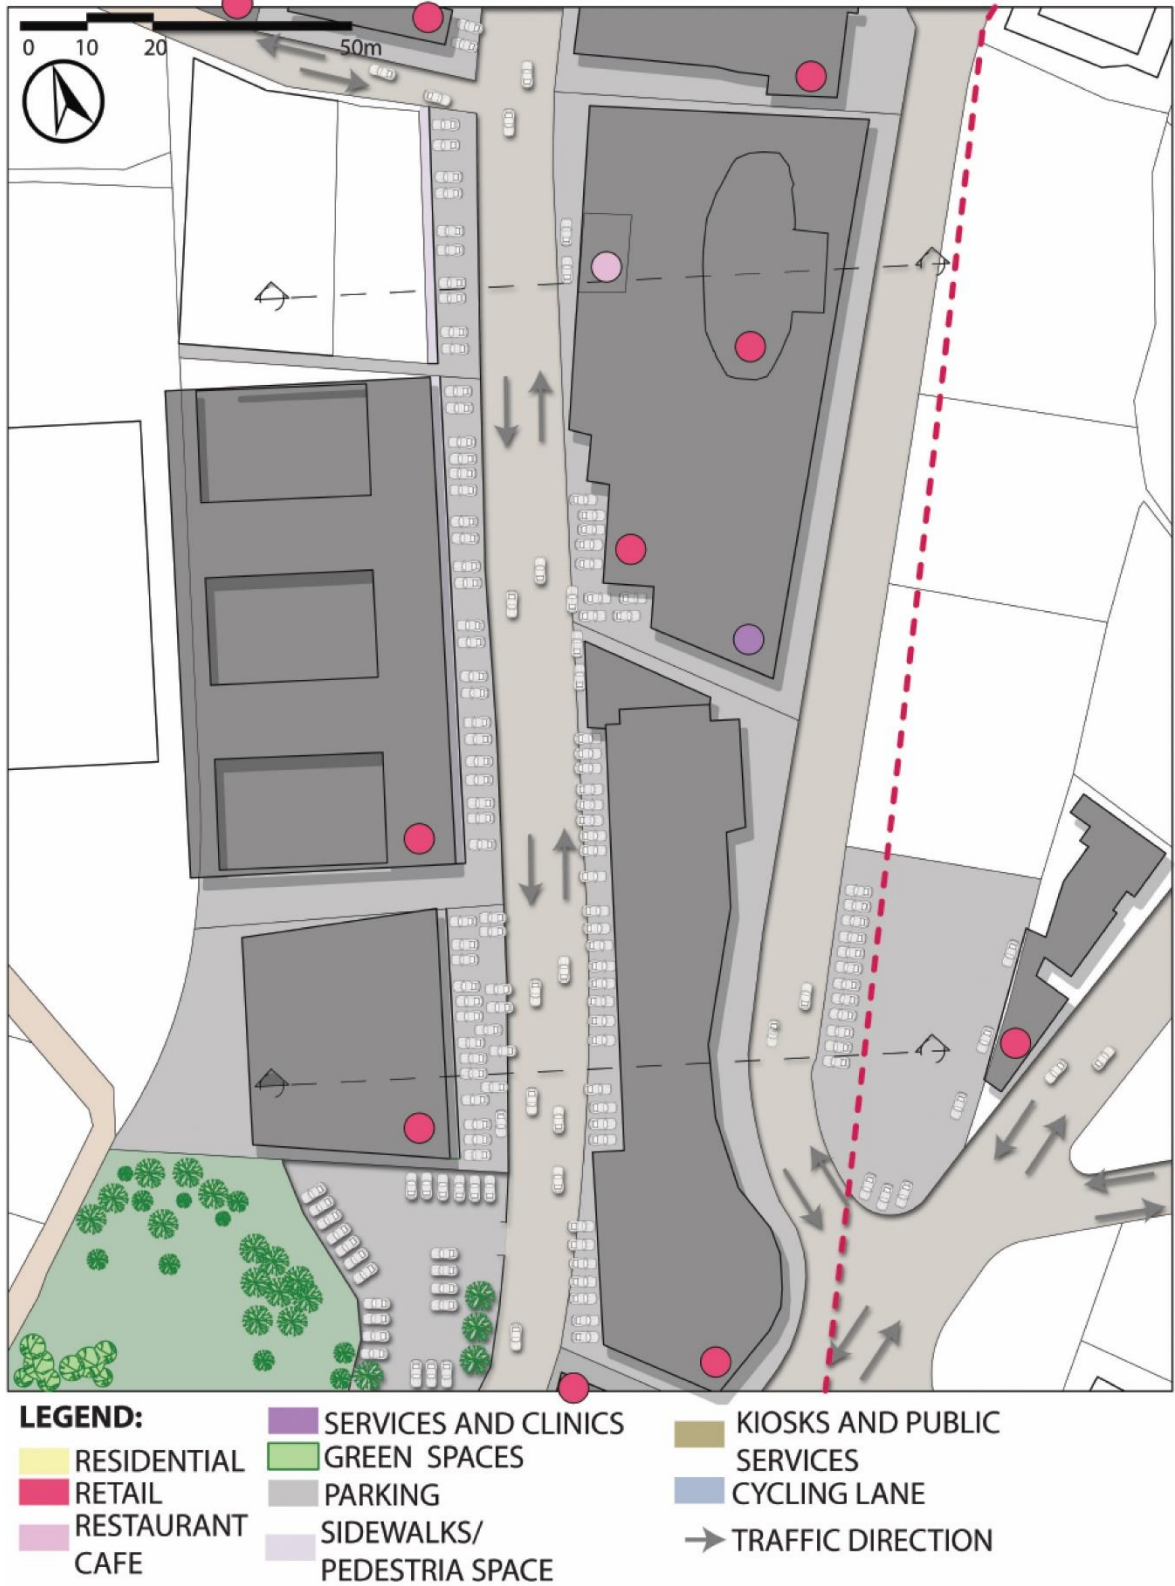 0 10 20 50m
LEGEND:
RESIDENTIAL
RETAIL
RESTAURANT
CAFE
SERVICES AND CLINICS
GREEN SPACES
PARKING
SIDEWALKS/
PEDESTRIA SPACE
KIOSKS AND PUBLIC
SERVICES
CYCLING LANE
TRAFFIC DIRECTION